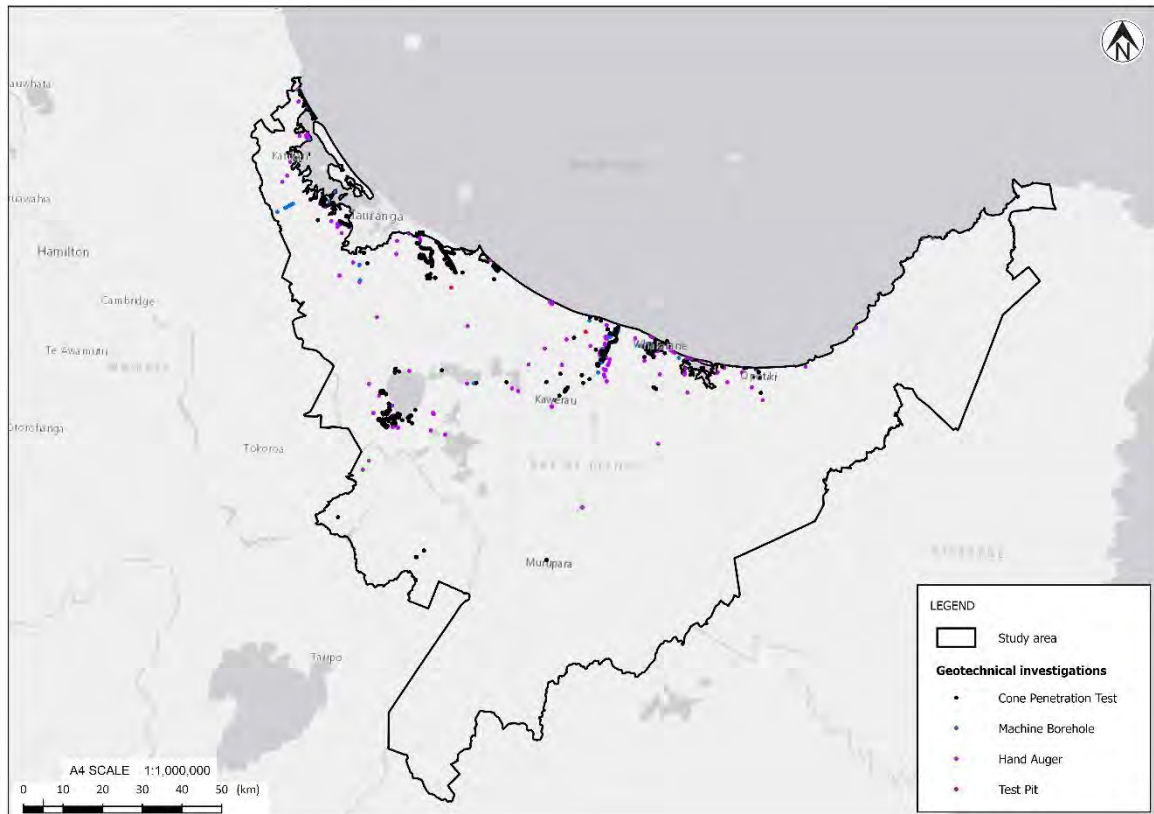 N
Hamilton
Tauranga
Cambridge
Te Awamutu
Whakatane
Opotiki
Kawerau
Tokoroa
Murupara
Taupo
LEGEND
Study area
Geotechnical investigations
Cone Penetration Test
Machine Borehole
Hand Auger
Test Pit
A4 SCALE 1:1,000,000
0 10 20 30 40 50 (km)